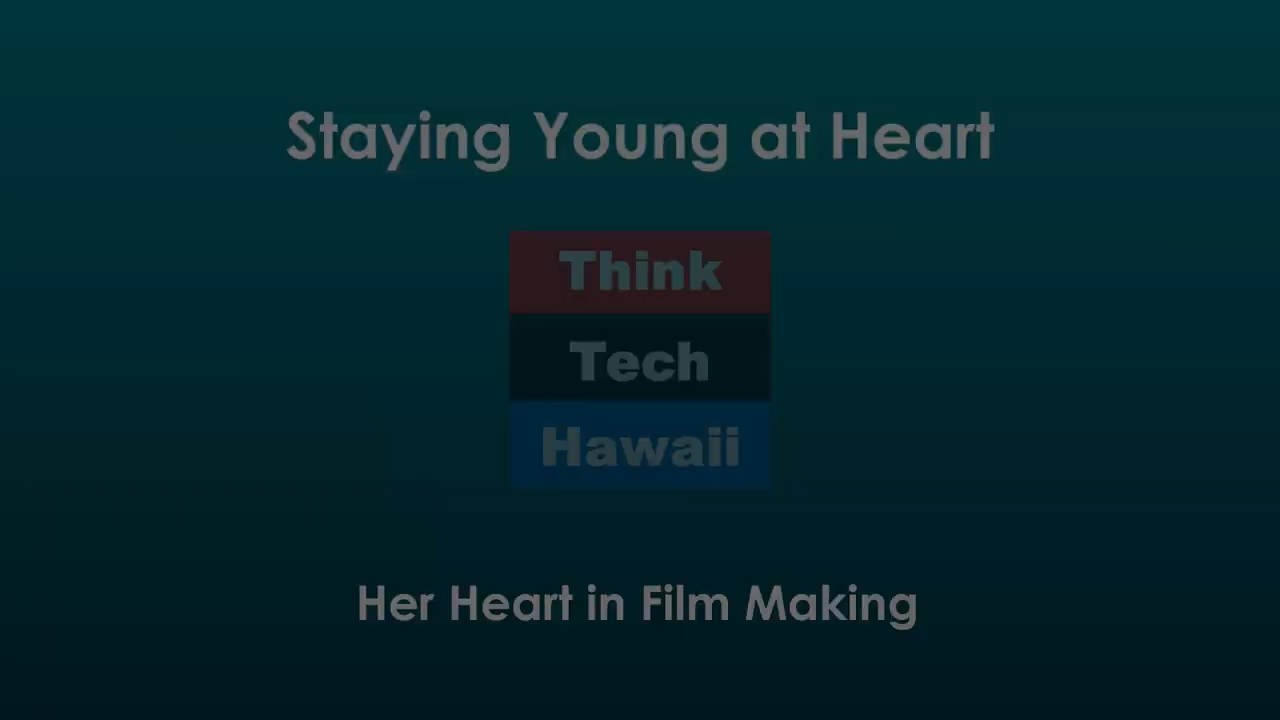 Staying Young at Heart
Think
Tech
Hawaii
Her Heart in Film Making